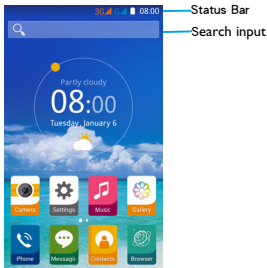 3G 08:00 Status Bar
Search input
Partly cloudy
08:00
Tuesday, January 6
Camera Settings Music Gallery
Phone Messagir Contacts Browser